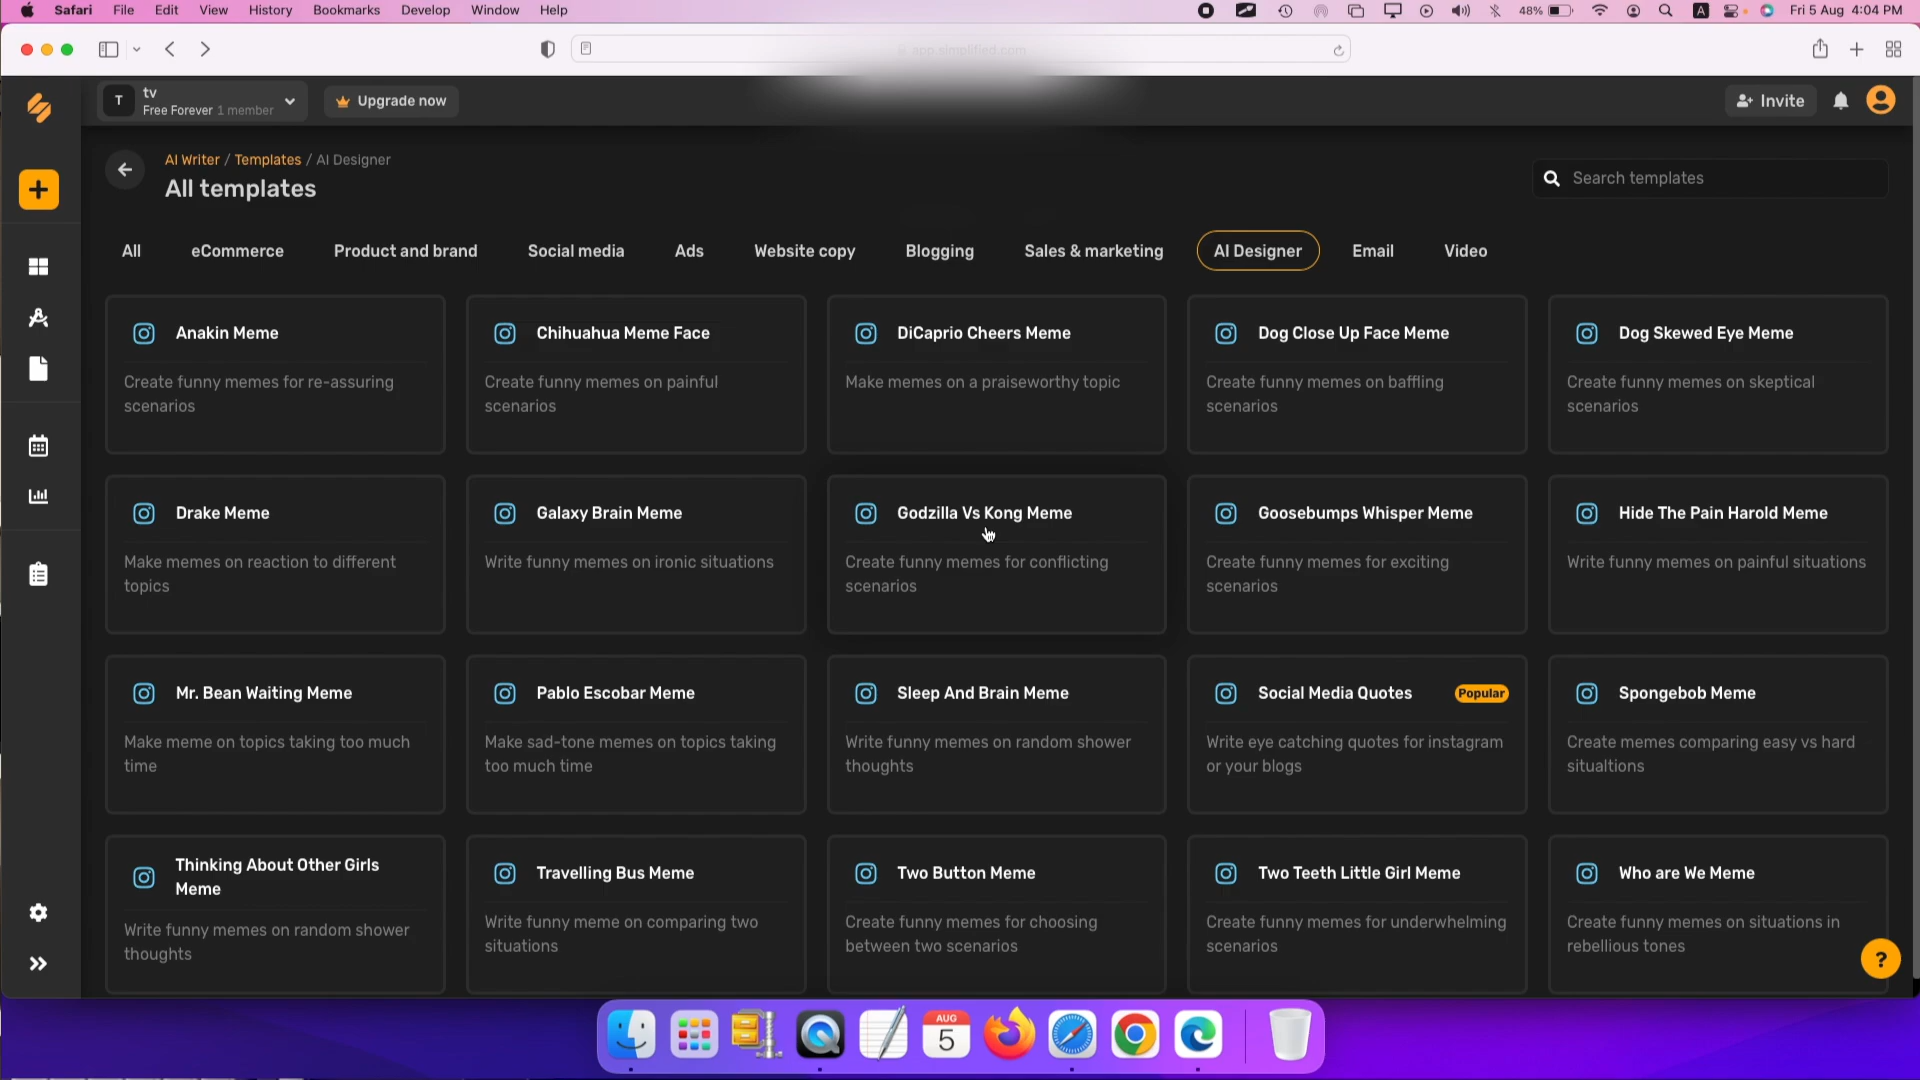 Safari File Edit View History Bookmarks Develop Window Help 48% A Fri 5 Aug 4:04 PM
app.simplified.com
T tv
Free Forever 1 member
Upgrade now
Invite
AI Writer / Templates / AI Designer
All templates
Search templates
All eCommerce Product and brand Social media Ads Website copy Blogging Sales & marketing AI Designer Email Video
Anakin Meme
Create funny memes for re-assuring
scenarios
Chihuahua Meme Face
Create funny memes on painful
scenarios
DiCaprio Cheers Meme
Make memes on a praiseworthy topic
Dog Close Up Face Meme
Create funny memes on baffling
scenarios
Dog Skewed Eye Meme
Create funny memes on skeptical
scenarios
Drake Meme
Make memes on reaction to different
topics
Galaxy Brain Meme
Write funny memes on ironic situations
Godzilla Vs Kong Meme
Create funny memes for conflicting
scenarios
Goosebumps Whisper Meme
Create funny memes for exciting
scenarios
Hide The Pain Harold Meme
Write funny memes on painful situations
Mr. Bean Waiting Meme
Make meme on topics taking too much
time
Pablo Escobar Meme
Make sad-tone memes on topics taking
too much time
Sleep And Brain Meme
Write funny memes on random shower
thoughts
Social Media Quotes Popular
Write eye catching quotes for instagram
or your blogs
Spongebob Meme
Create memes comparing easy vs hard
situaltions
Thinking About Other Girls
Meme
Write funny memes on random shower
thoughts
Travelling Bus Meme
Write funny meme on comparing two
situations
Two Button Meme
Create funny memes for choosing
between two scenarios
Two Teeth Little Girl Meme
Create funny memes for underwhelming
scenarios
Who are We Meme
Create funny memes on situations in
rebellious tones
?
AUG
5